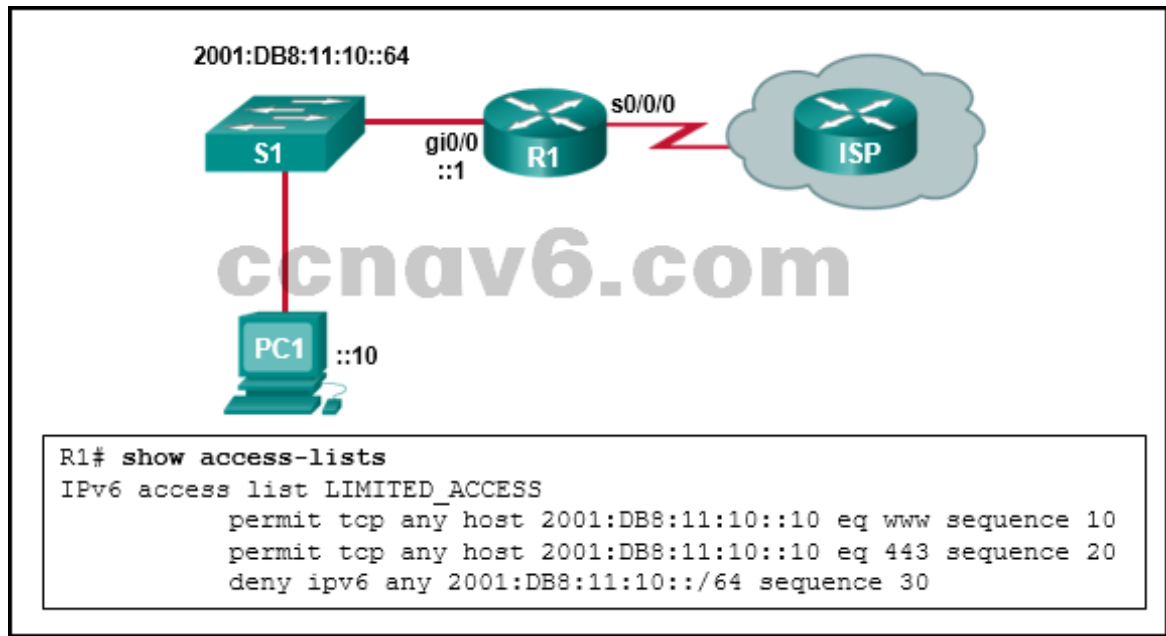 2001:DB8:11:10::64
s0/0/0
S1
gi0/0
::1
R1
ISP
ccnav6.com
PC1
::10
R1# show access-lists
IPv6 access list LIMITED_ACCESS
permit tcp any host 2001:DB8:11:10::10 eq www sequence 10
permit tcp any host 2001:DB8:11:10::10 eq 443 sequence 20
deny ipv6 any 2001:DB8:11:10::/64 sequence 30